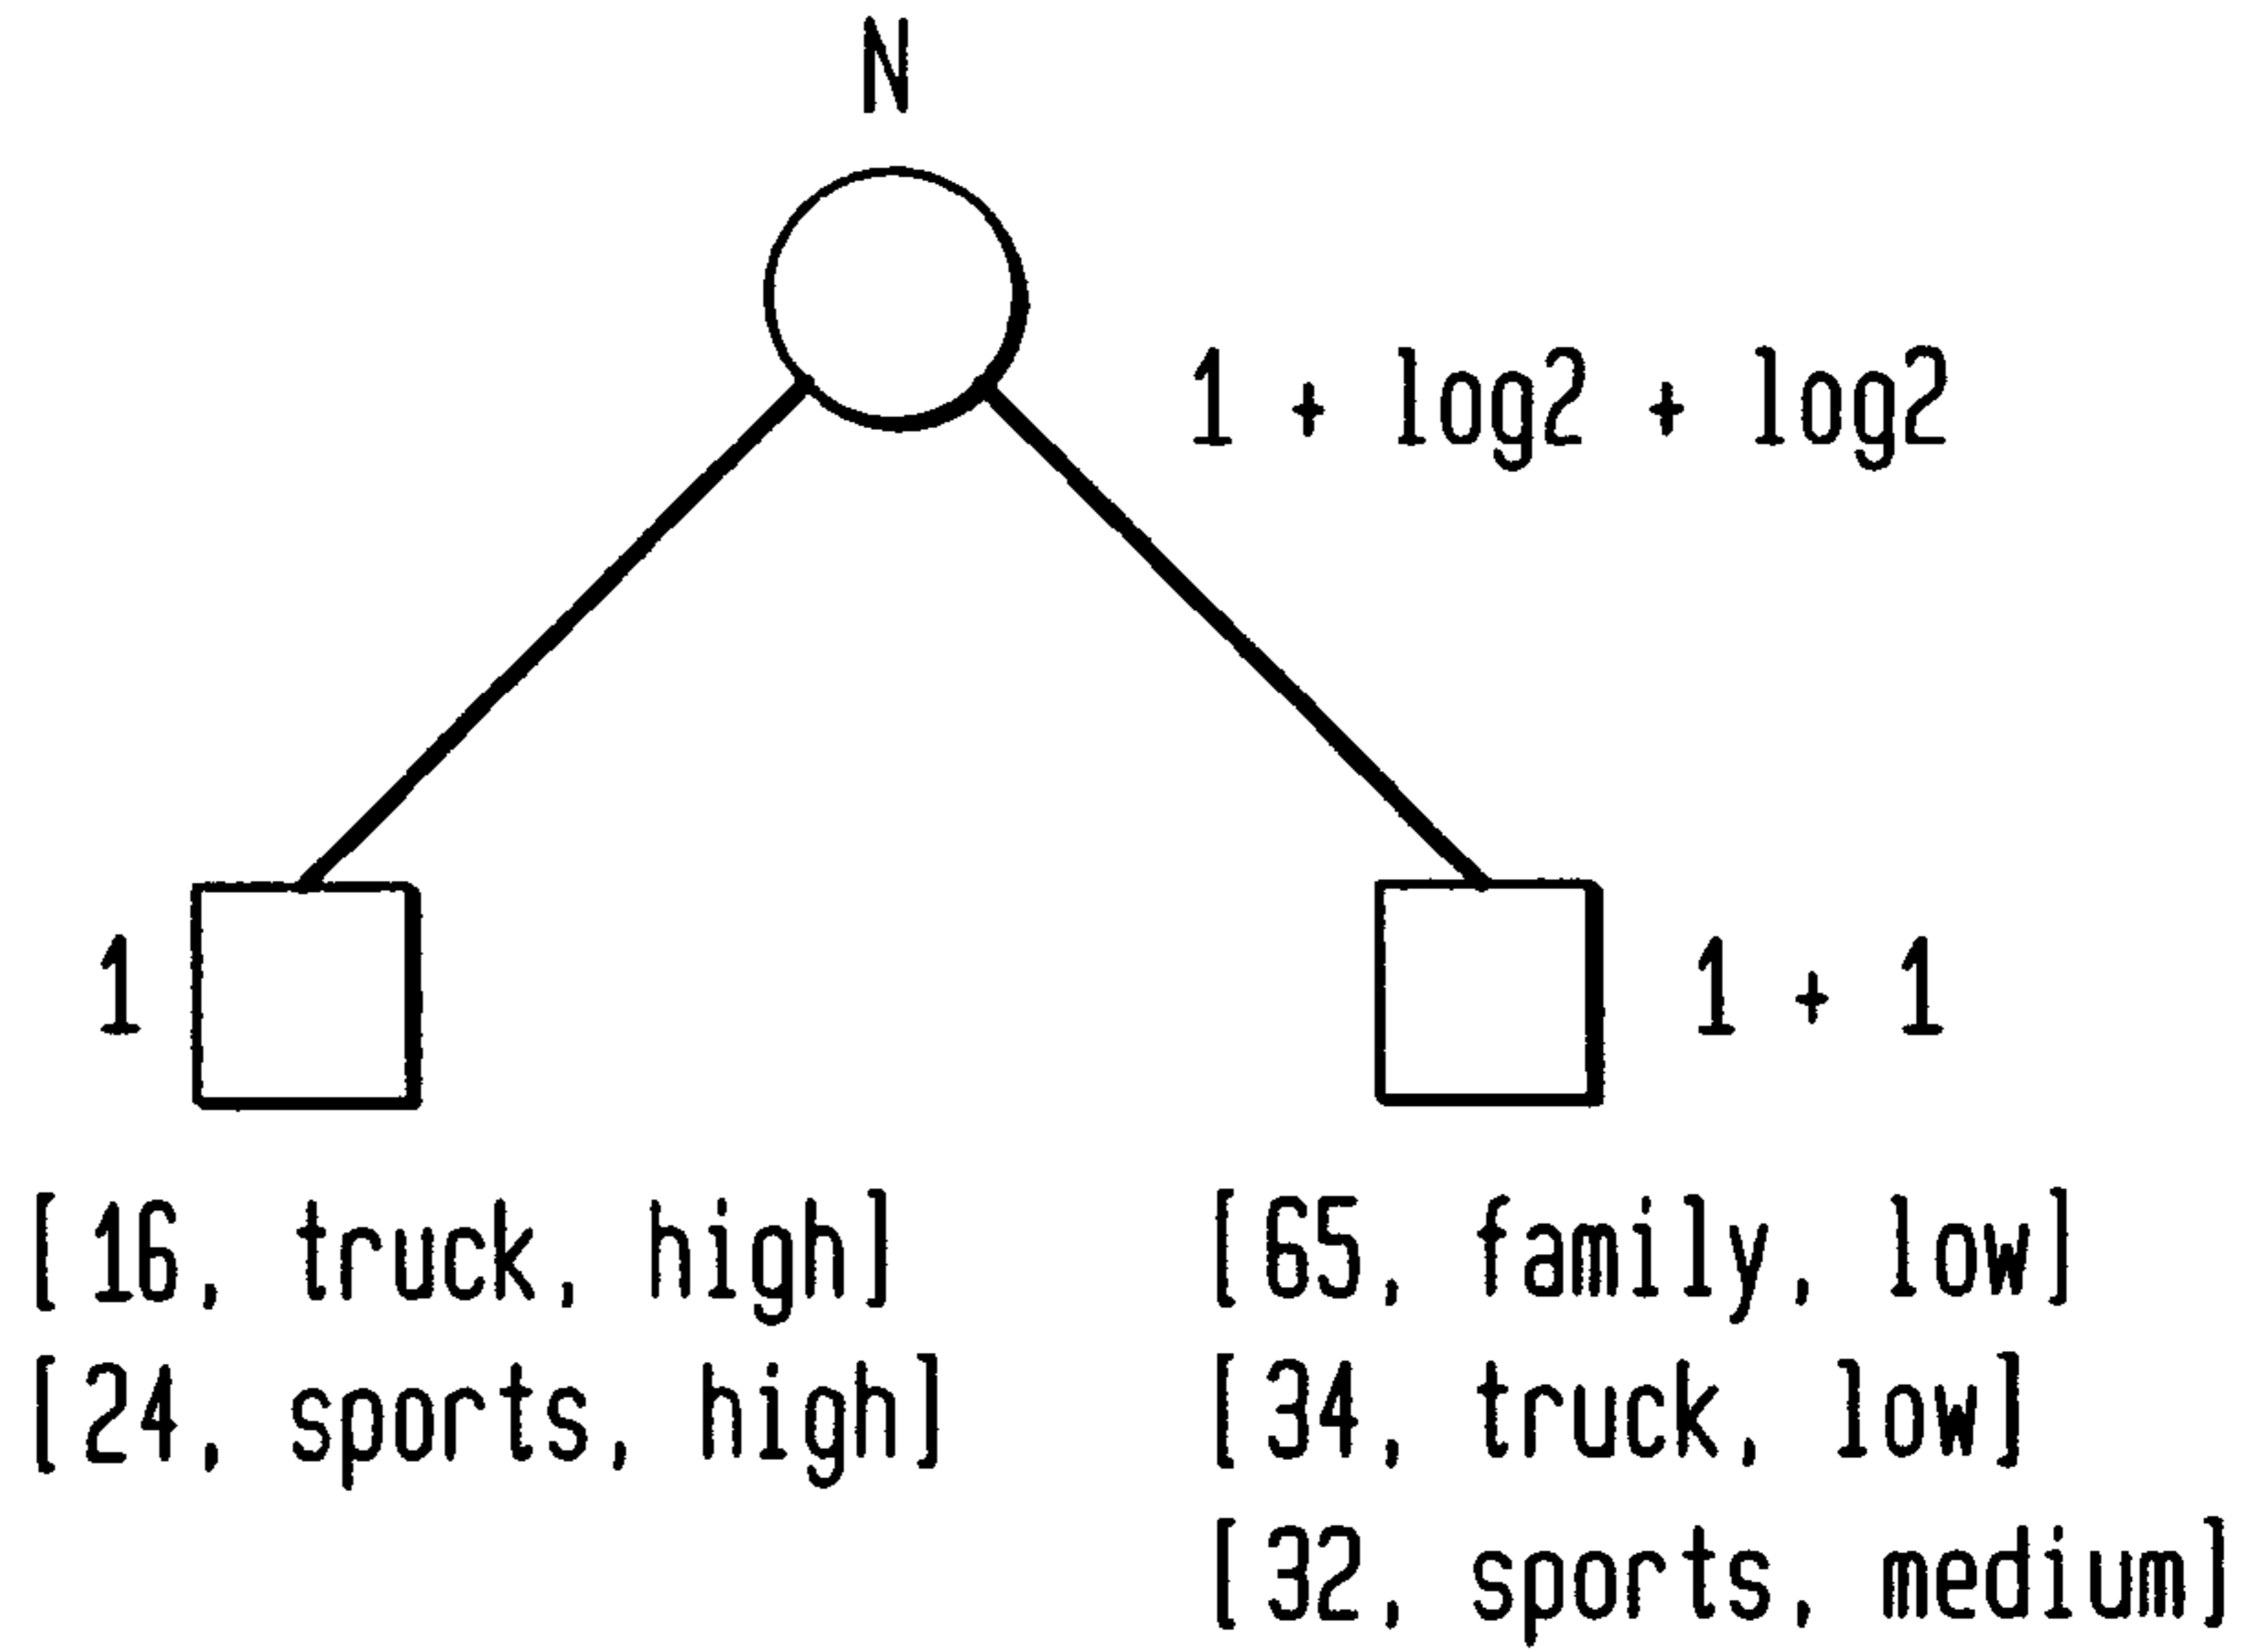 N
1 + log2 + log2
1
1 + 1
[16, truck, high]
[24, sports, high]
[65, family, low]
[34, truck, low]
[32, sports, medium]